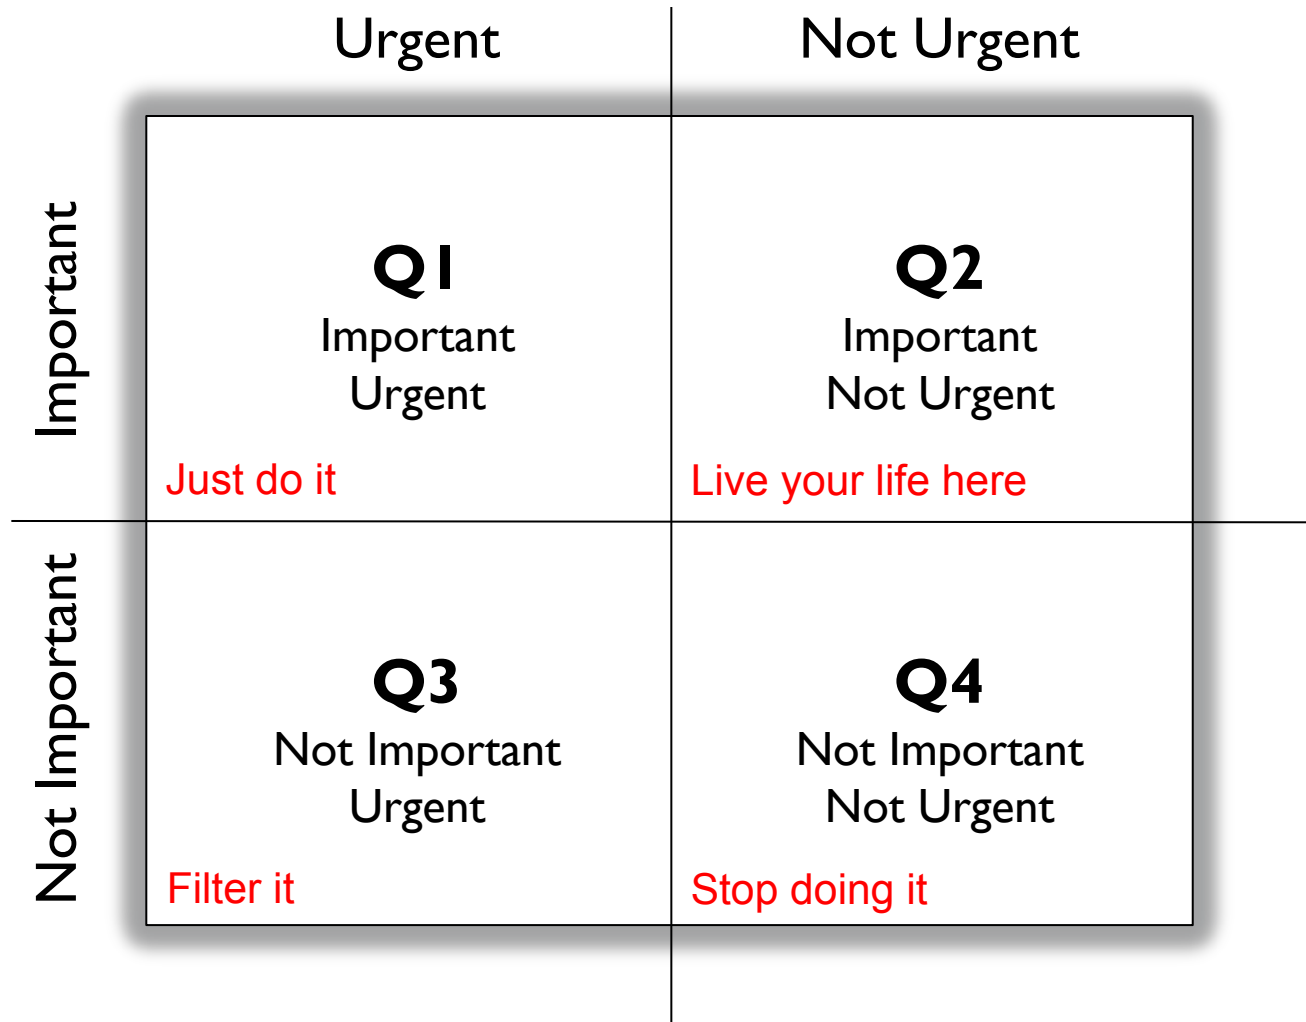 Urgent
Not Urgent
Important
Q1
Important
Urgent
Just do it
Q2
Important
Not Urgent
Live your life here
Not Important
Q3
Not Important
Urgent
Filter it
Q4
Not Important
Not Urgent
Stop doing it